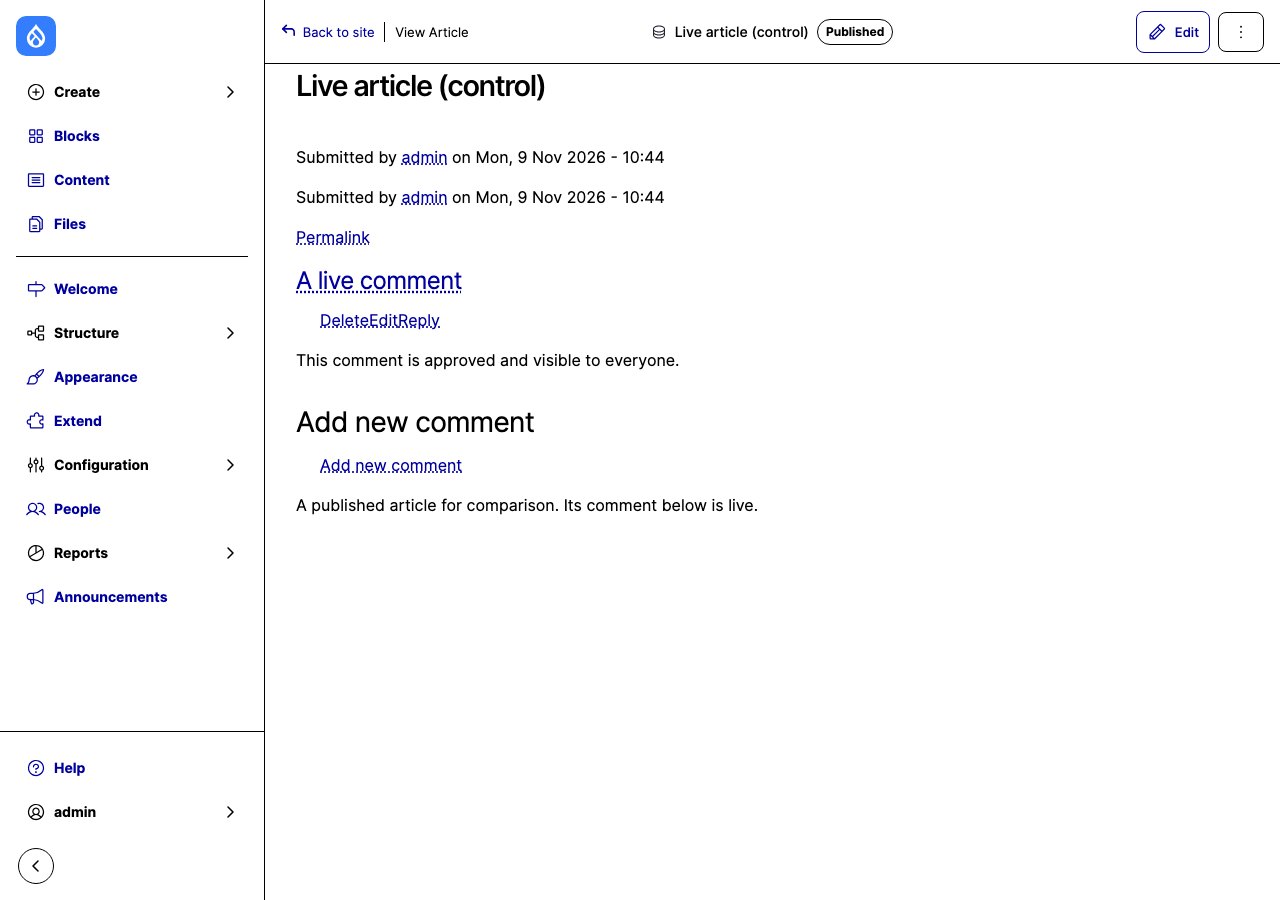 Create
Blocks
Content
Files
Welcome
Structure
Appearance
Extend
Configuration
People
Reports
Announcements
Help
admin
Back to site
View Article
Live article (control)
Published
Edit
Live article (control)
Submitted by admin on Mon, 9 Nov 2026 - 10:44
Submitted by admin on Mon, 9 Nov 2026 - 10:44
Permalink
A live comment
DeleteEditReply
This comment is approved and visible to everyone.
Add new comment
Add new comment
A published article for comparison. Its comment below is live.